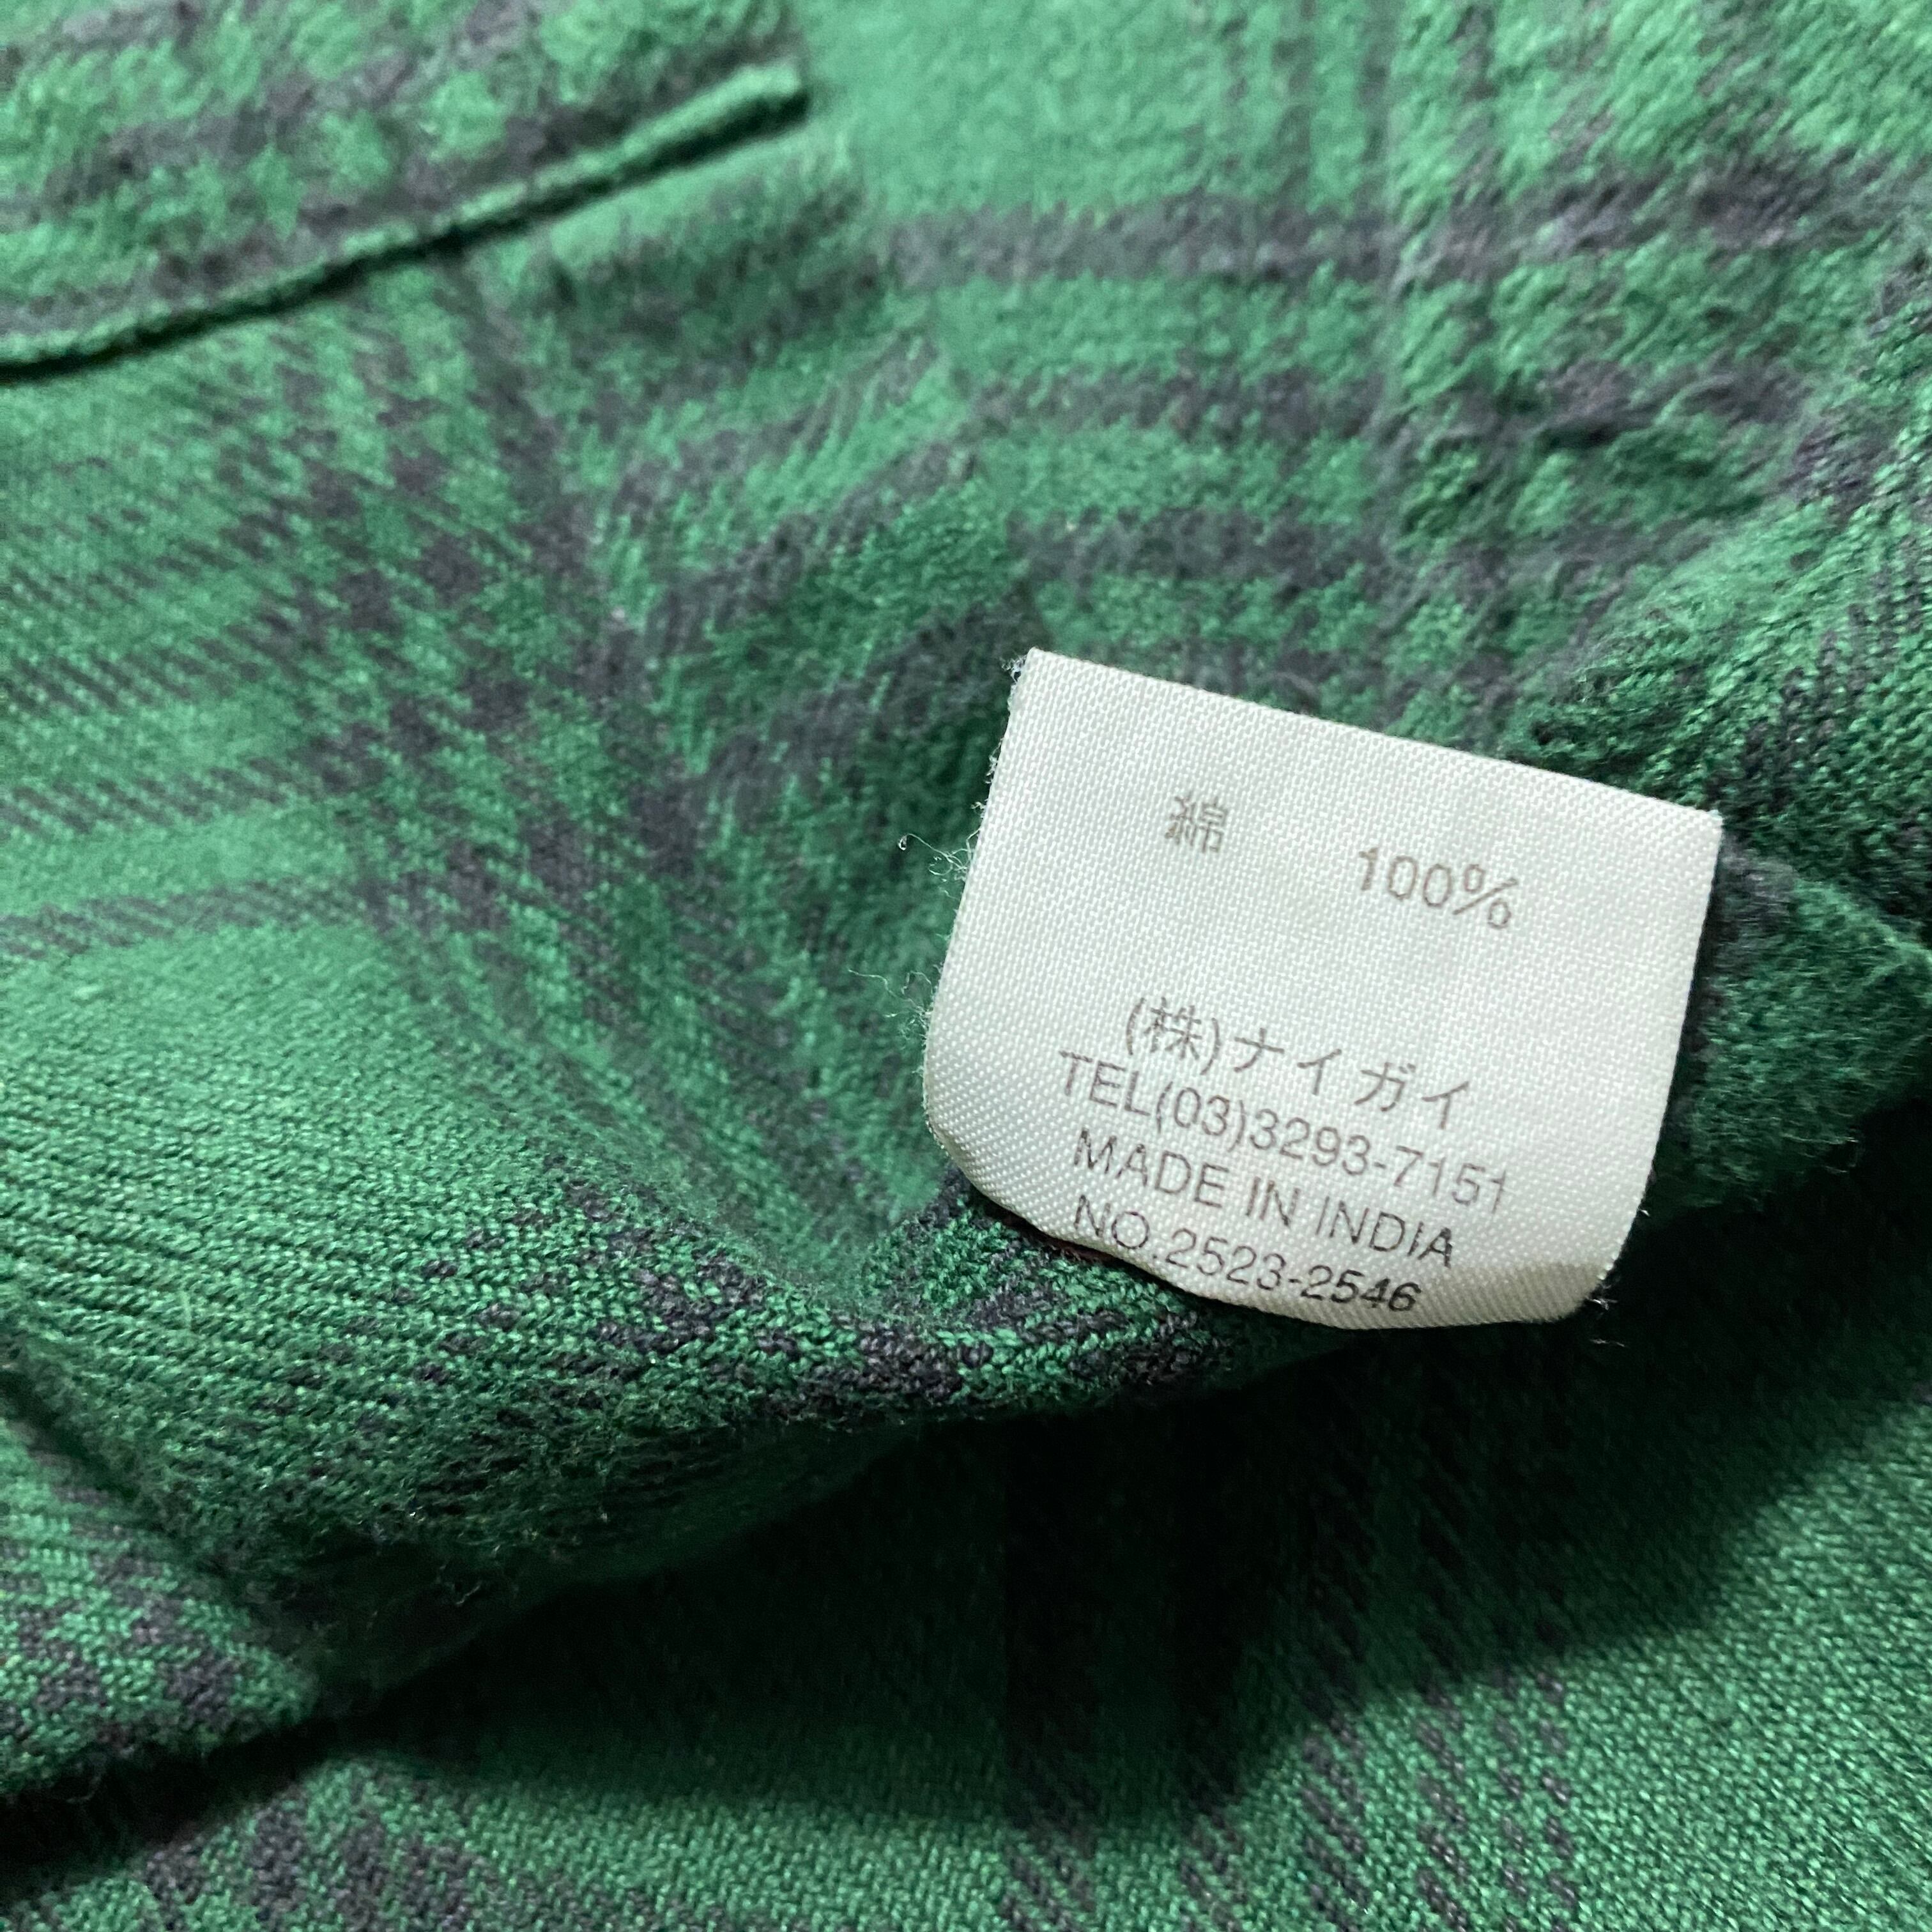 綿 100%
(株)ナイガイ
TEL(03)3293-7151
MADE IN INDIA
NO.2523-2546